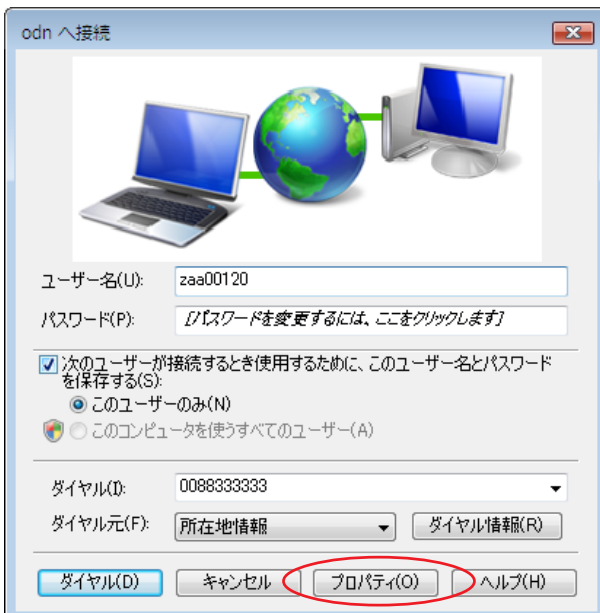 odn へ接続
ユーザー名(U): zaa00120
パスワード(P): [パスワードを変更するには、ここをクリックします]
次のユーザーが接続するとき使用するために、このユーザー名とパスワード
を保存する(S):
このユーザーのみ(N)
このコンピュータを使うすべてのユーザー(A)
ダイヤル(I): 0088333333
ダイヤル元(F): 所在地情報 ダイヤル情報(R)
ダイヤル(D) キャンセル プロパティ(O) ヘルプ(H)